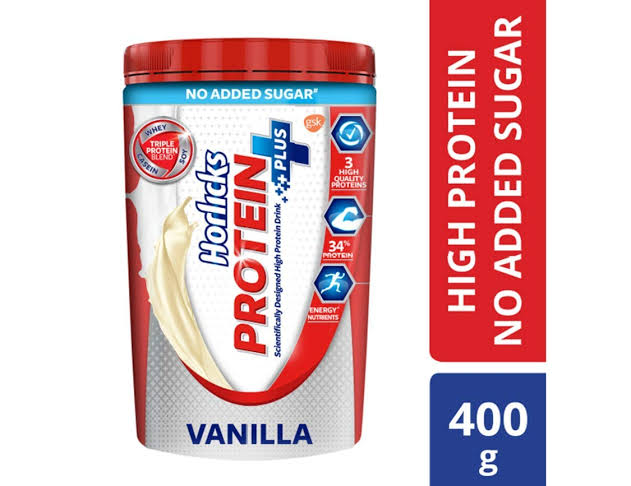 NO ADDED SUGAR#
WHEY
TRIPLE
PROTEIN
BLEND^
CASEIN
SOY
gsk
Horlicks
PROTEIN
PLUS
Scientifically Designed High Protein Drink
3
HIGH
QUALITY
PROTEINS
34%
PROTEIN
ENERGY
NUTRIENTS
VANILLA
HIGH PROTEIN
NO ADDED SUGAR
400
g